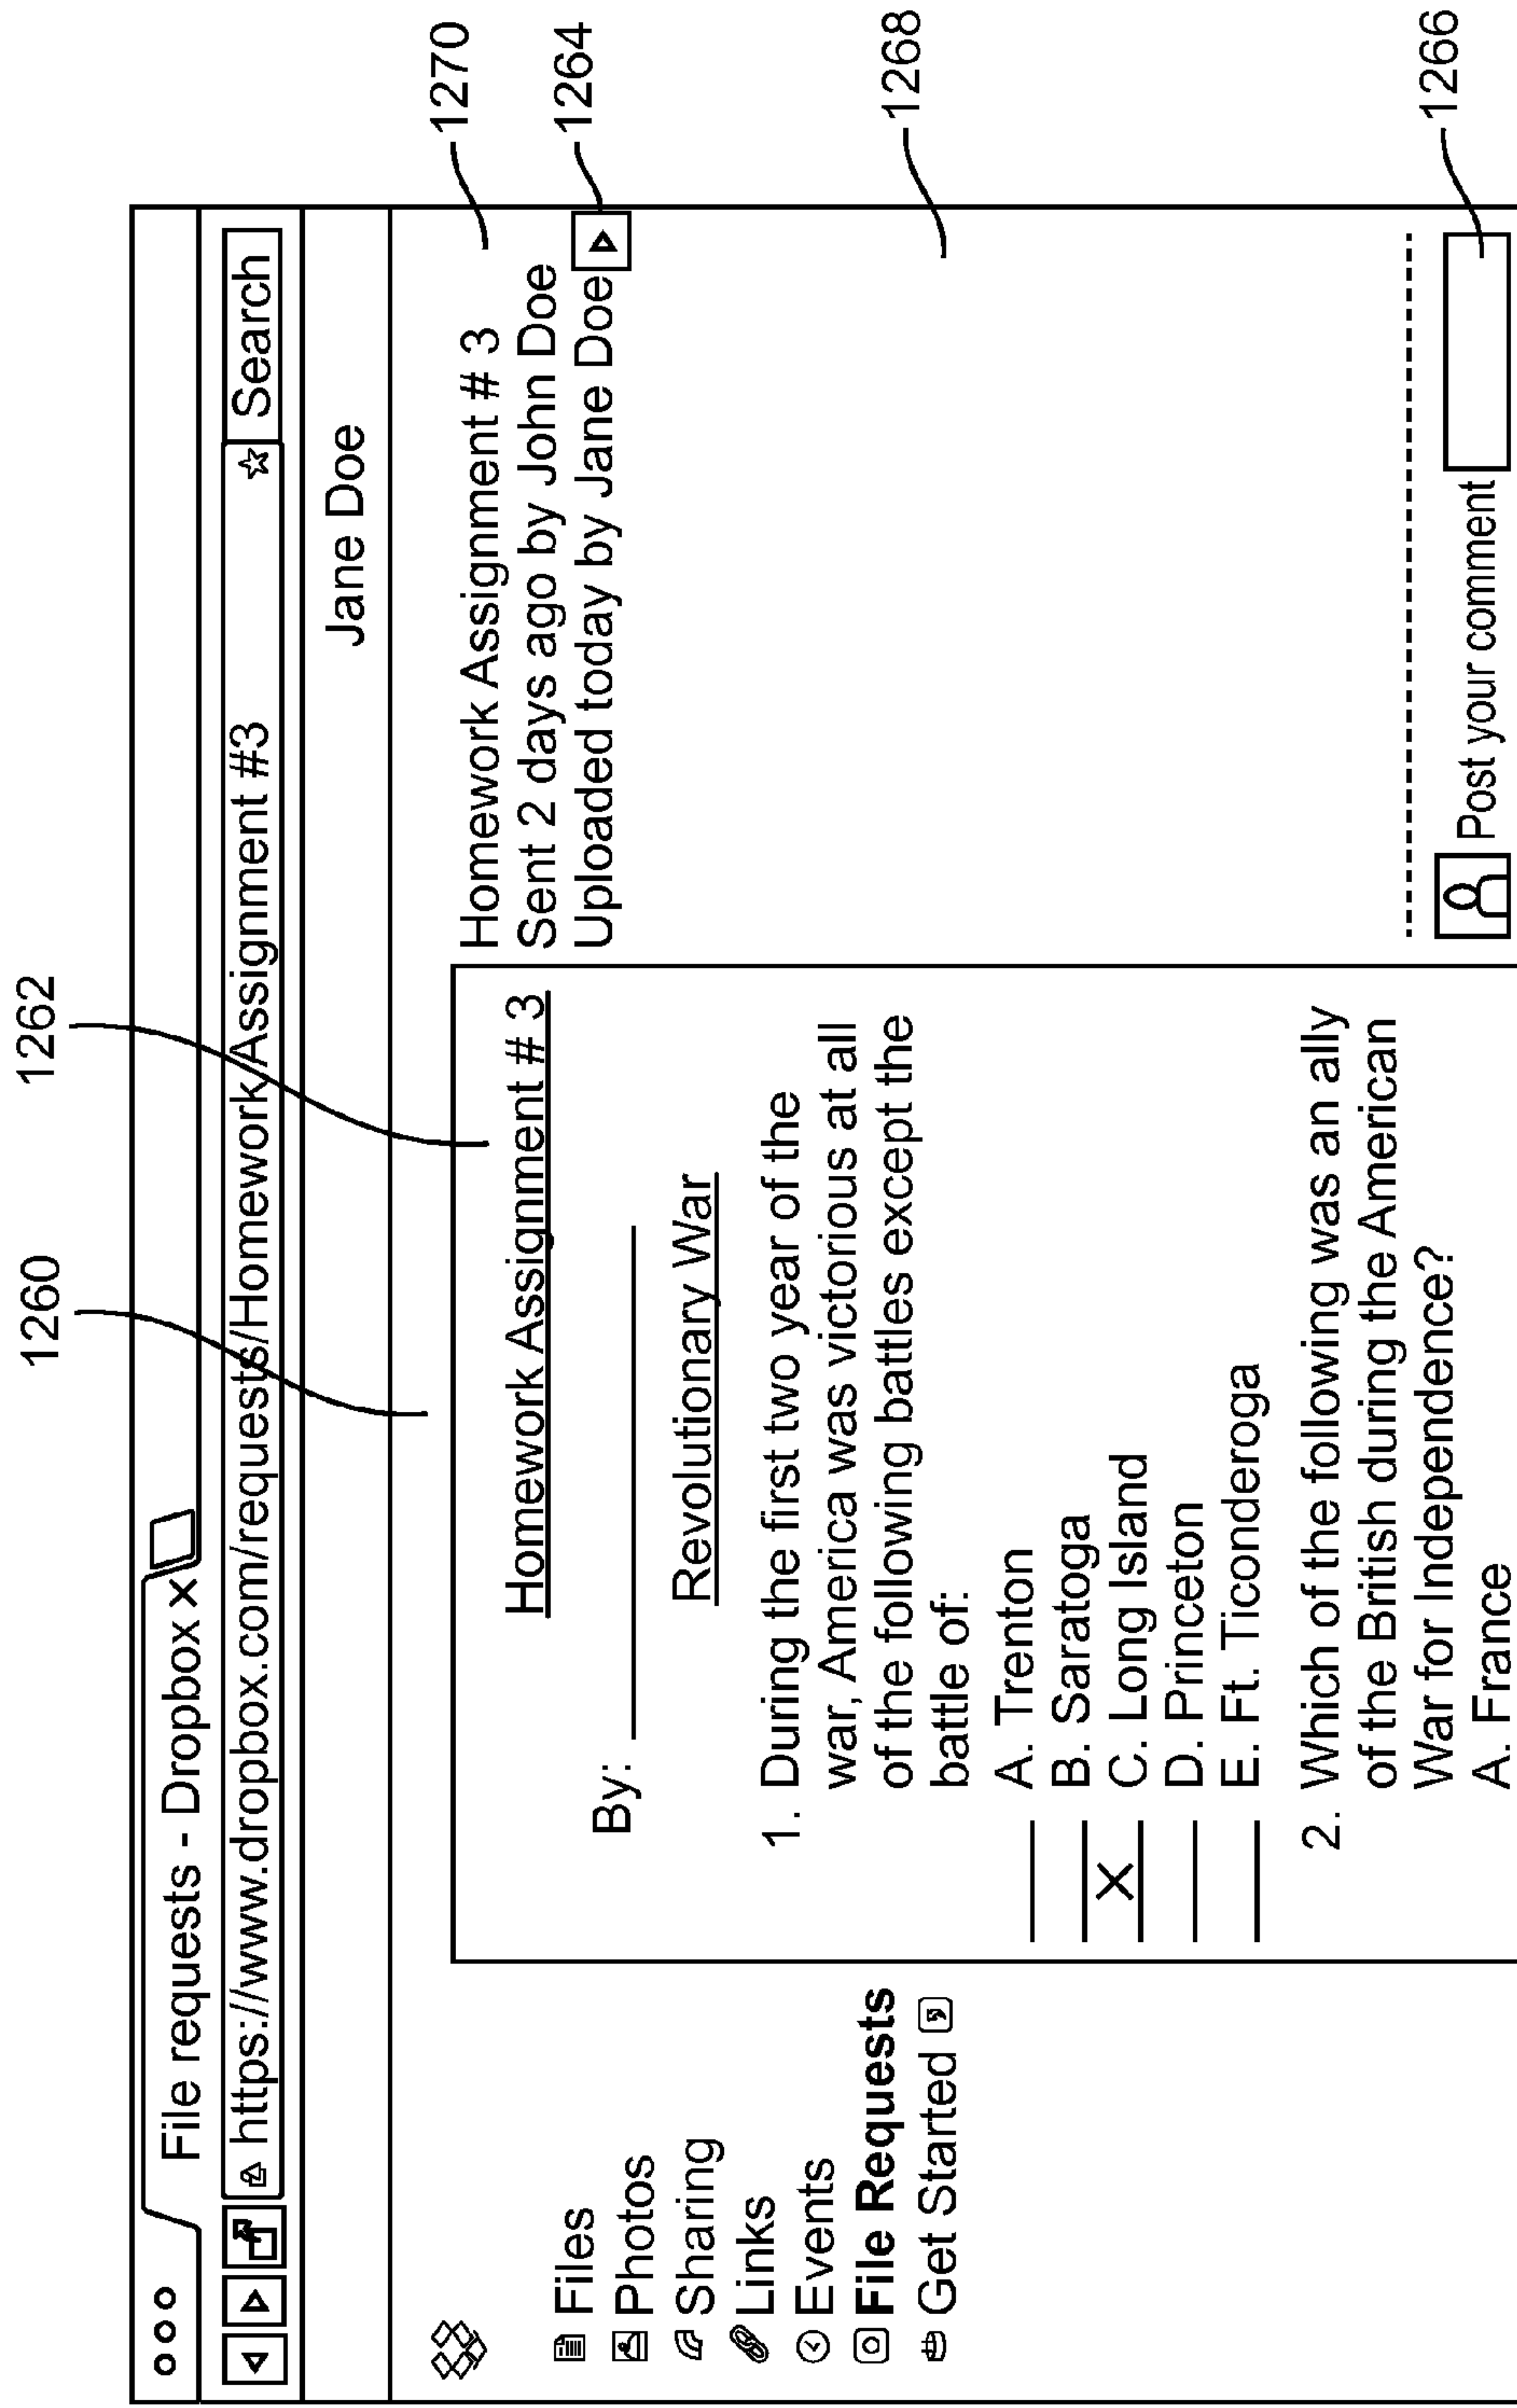 1260
1262
File requests - Dropbox X
https://www.dropbox.com/requests/Homework Assignment #3
Search
Jane Doe
Files
Photos
Sharing
Links
Events
File Requests
Get Started
Homework Assignment # 3
By:
Revolutionary War
1. During the first two year of the
war, America was victorious at all
of the following battles except the
battle of:
A. Trenton
B. Saratoga
X C. Long Island
D. Princeton
E. Ft. Ticonderoga
2. Which of the following was an ally
of the British during the American
War for Independence?
A. France
Homework Assignment # 3
Sent 2 days ago by John Doe
Uploaded today by Jane Doe
Post your comment
1270
1264
1268
1266